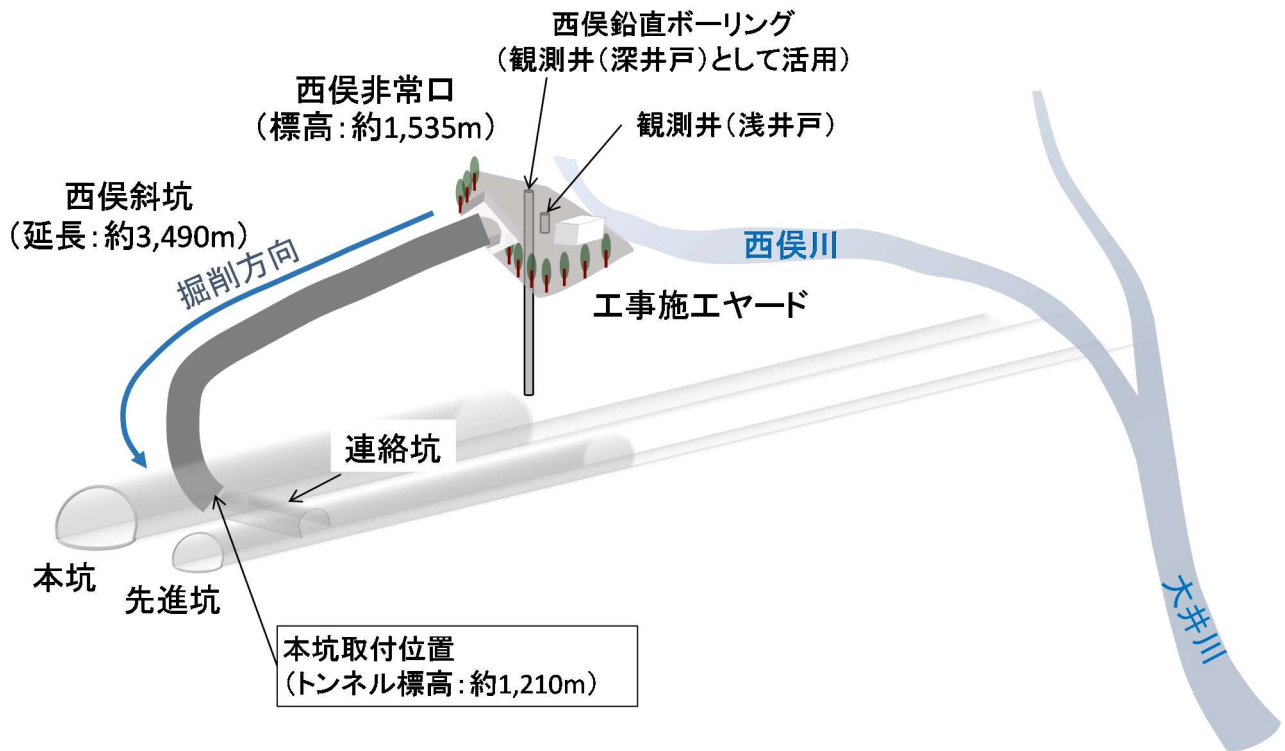 西俣鉛直ボーリング
（観測井（深井戸）として活用）
西俣非常口
（標高：約1,535m）
観測井（浅井戸）
西俣斜坑
（延長：約3,490m）
掘削方向
西俣川
工事施工ヤード
連絡坑
本坑
先進坑
本坑取付位置
（トンネル標高：約1,210m）
大井川